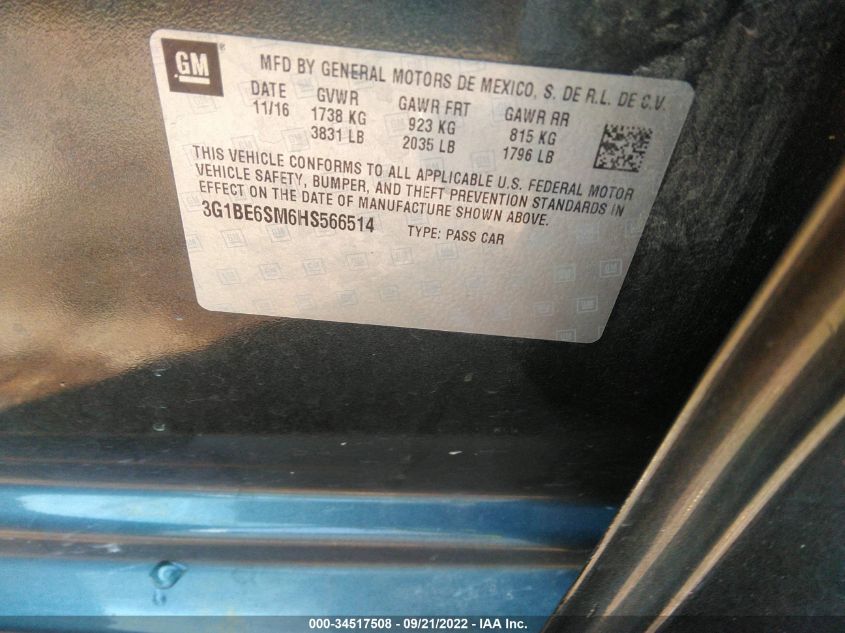 GM
MFD BY GENERAL MOTORS DE MEXICO, S. DE R.L. DE C.V.
DATE GVWR GAWR FRT GAWR RR
11/16 1738 KG 923 KG 815 KG
3831 LB 2035 LB 1796 LB
THIS VEHICLE CONFORMS TO ALL APPLICABLE U.S. FEDERAL MOTOR
VEHICLE SAFETY, BUMPER, AND THEFT PREVENTION STANDARDS IN
EFFECT ON THE DATE OF MANUFACTURE SHOWN ABOVE.
3G1BE6SM6HS566514 TYPE: PASS CAR
000-34517508 - 09/21/2022 - IAA Inc.